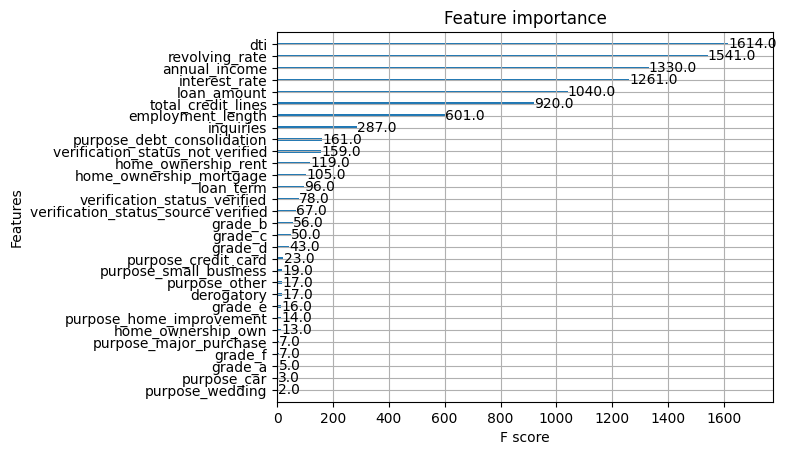 Feature importance
dti 1614.0
revolving_rate 1541.0
annual_income 1330.0
interest_rate 1261.0
loan_amount 1040.0
total_credit_lines 920.0
employment_length 601.0
inquiries 287.0
purpose_debt_consolidation 161.0
verification_status_not verified 159.0
home_ownership_rent 119.0
home_ownership_mortgage 105.0
loan_term 96.0
verification_status_verified 78.0
verification_status_source verified 67.0
grade_b 56.0
grade_c 50.0
grade_d 43.0
purpose_credit_card 23.0
purpose_small_business 19.0
purpose_other 17.0
derogatory 17.0
grade_e 16.0
purpose_home_improvement 14.0
home_ownership_own 13.0
purpose_major_purchase 7.0
grade_f 7.0
grade_a 5.0
purpose_car 3.0
purpose_wedding 2.0
Features
0 200 400 600 800 1000 1200 1400 1600
F score